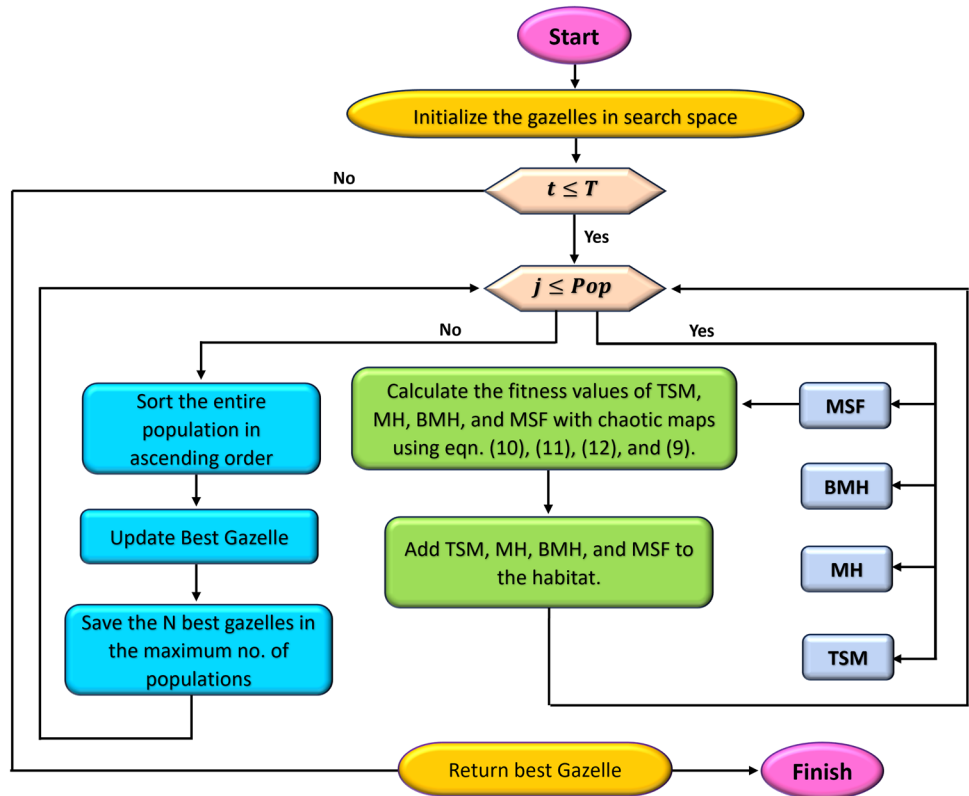 Start
Initialize the gazelles in search space
No
t ≤ T
Yes
j ≤ Pop
No
Yes
Sort the entire
population in
ascending order
Update Best Gazelle
Save the N best gazelles in
the maximum no. of
populations
Calculate the fitness values of TSM,
MH, BMH, and MSF with chaotic maps
using eqn. (10), (11), (12), and (9).
Add TSM, MH, BMH, and MSF to
the habitat.
MSF
BMH
MH
TSM
Return best Gazelle
Finish